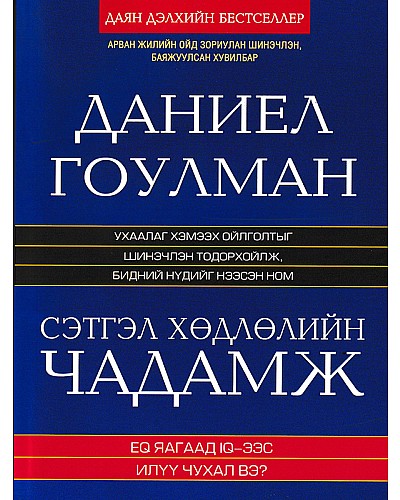 ДАЯН ДЭЛХИЙН БЕСТСЕЛЛЕР
АРВАН ЖИЛИЙН ОЙД ЗОРИУЛАН ШИНЭЧЛЭН,
БАЯЖУУЛСАН ХУВИЛБАР
ДАНИЕЛ
ГОУЛМАН
УХААЛАГ ХЭМЭЭХ ОЙЛГОЛТЫГ
ШИНЭЧЛЭН ТОДОРХОЙЛЖ,
БИДНИЙ НҮДИЙГ НЭЭСЭН НОМ
СЭТГЭЛ ХӨДЛӨЛИЙН
ЧАДАМЖ
EQ ЯАГААД IQ-ЭЭС
ИЛҮҮ ЧУХАЛ ВЭ?